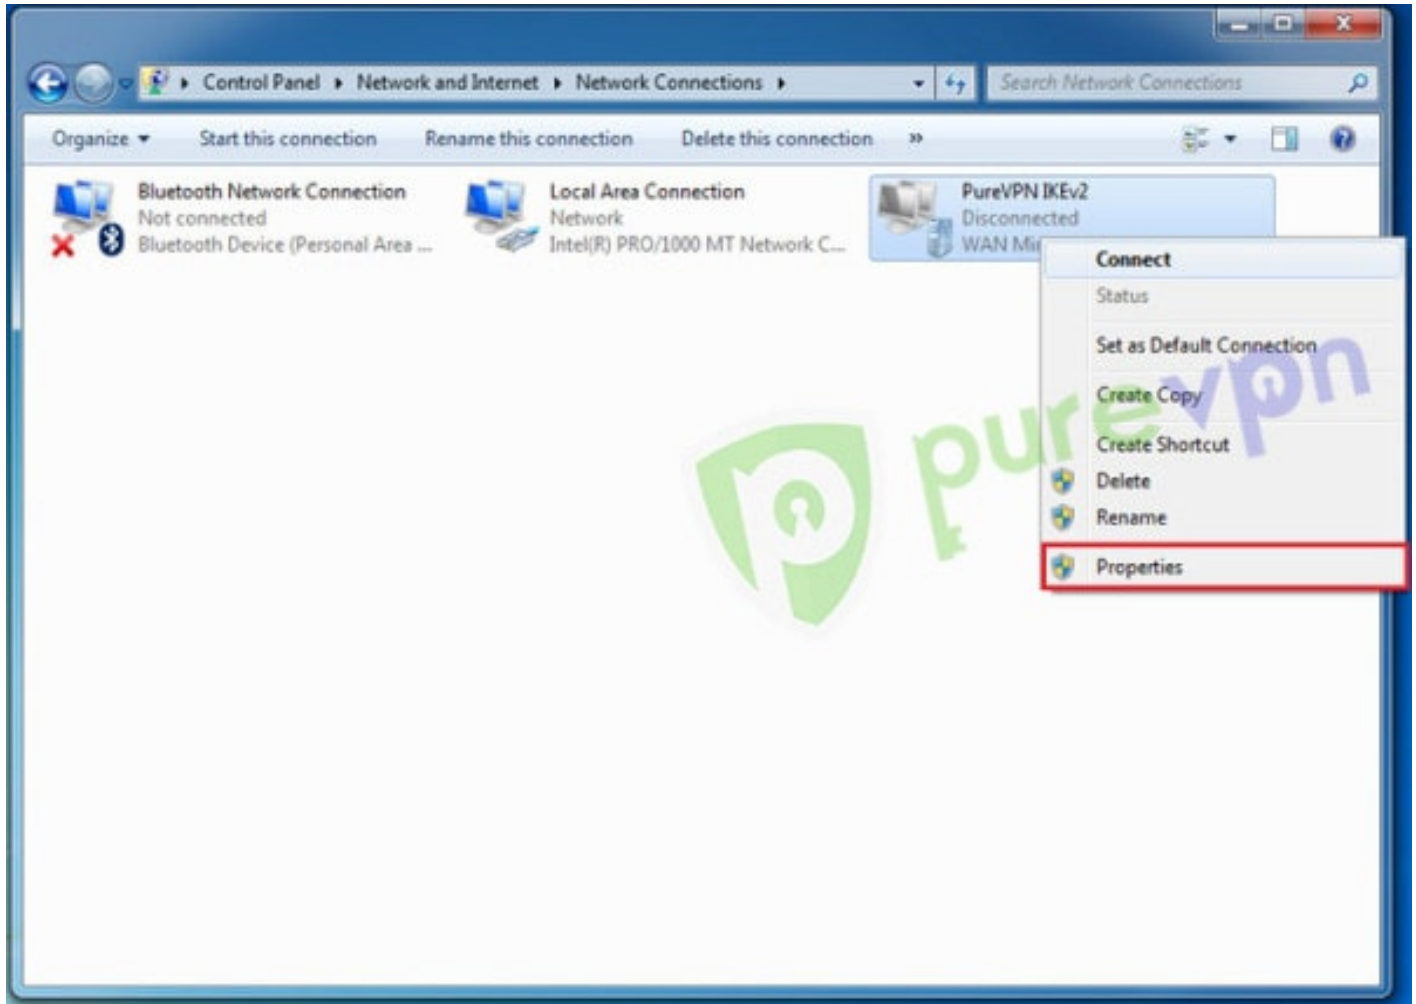 Control Panel Network and Internet Network Connections
Search Network Connections
Organize Start this connection Rename this connection Delete this connection »
Bluetooth Network Connection
Not connected
Bluetooth Device (Personal Area ...
Local Area Connection
Network
Intel(R) PRO/1000 MT Network C...
PureVPN IKEv2
Disconnected
WAN Mi
Connect
Status
Set as Default Connection
Create Copy
Create Shortcut
Delete
Rename
Properties
purevpn